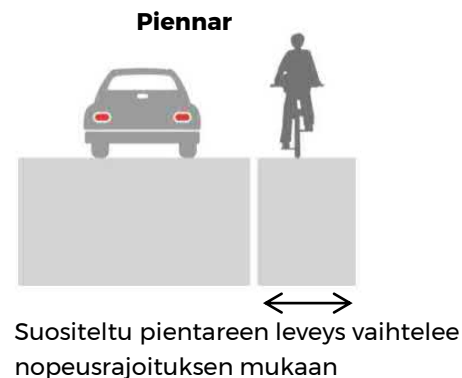 Piennar
Suositeltu pientareen leveys vaihtelee
nopeusrajoituksen mukaan